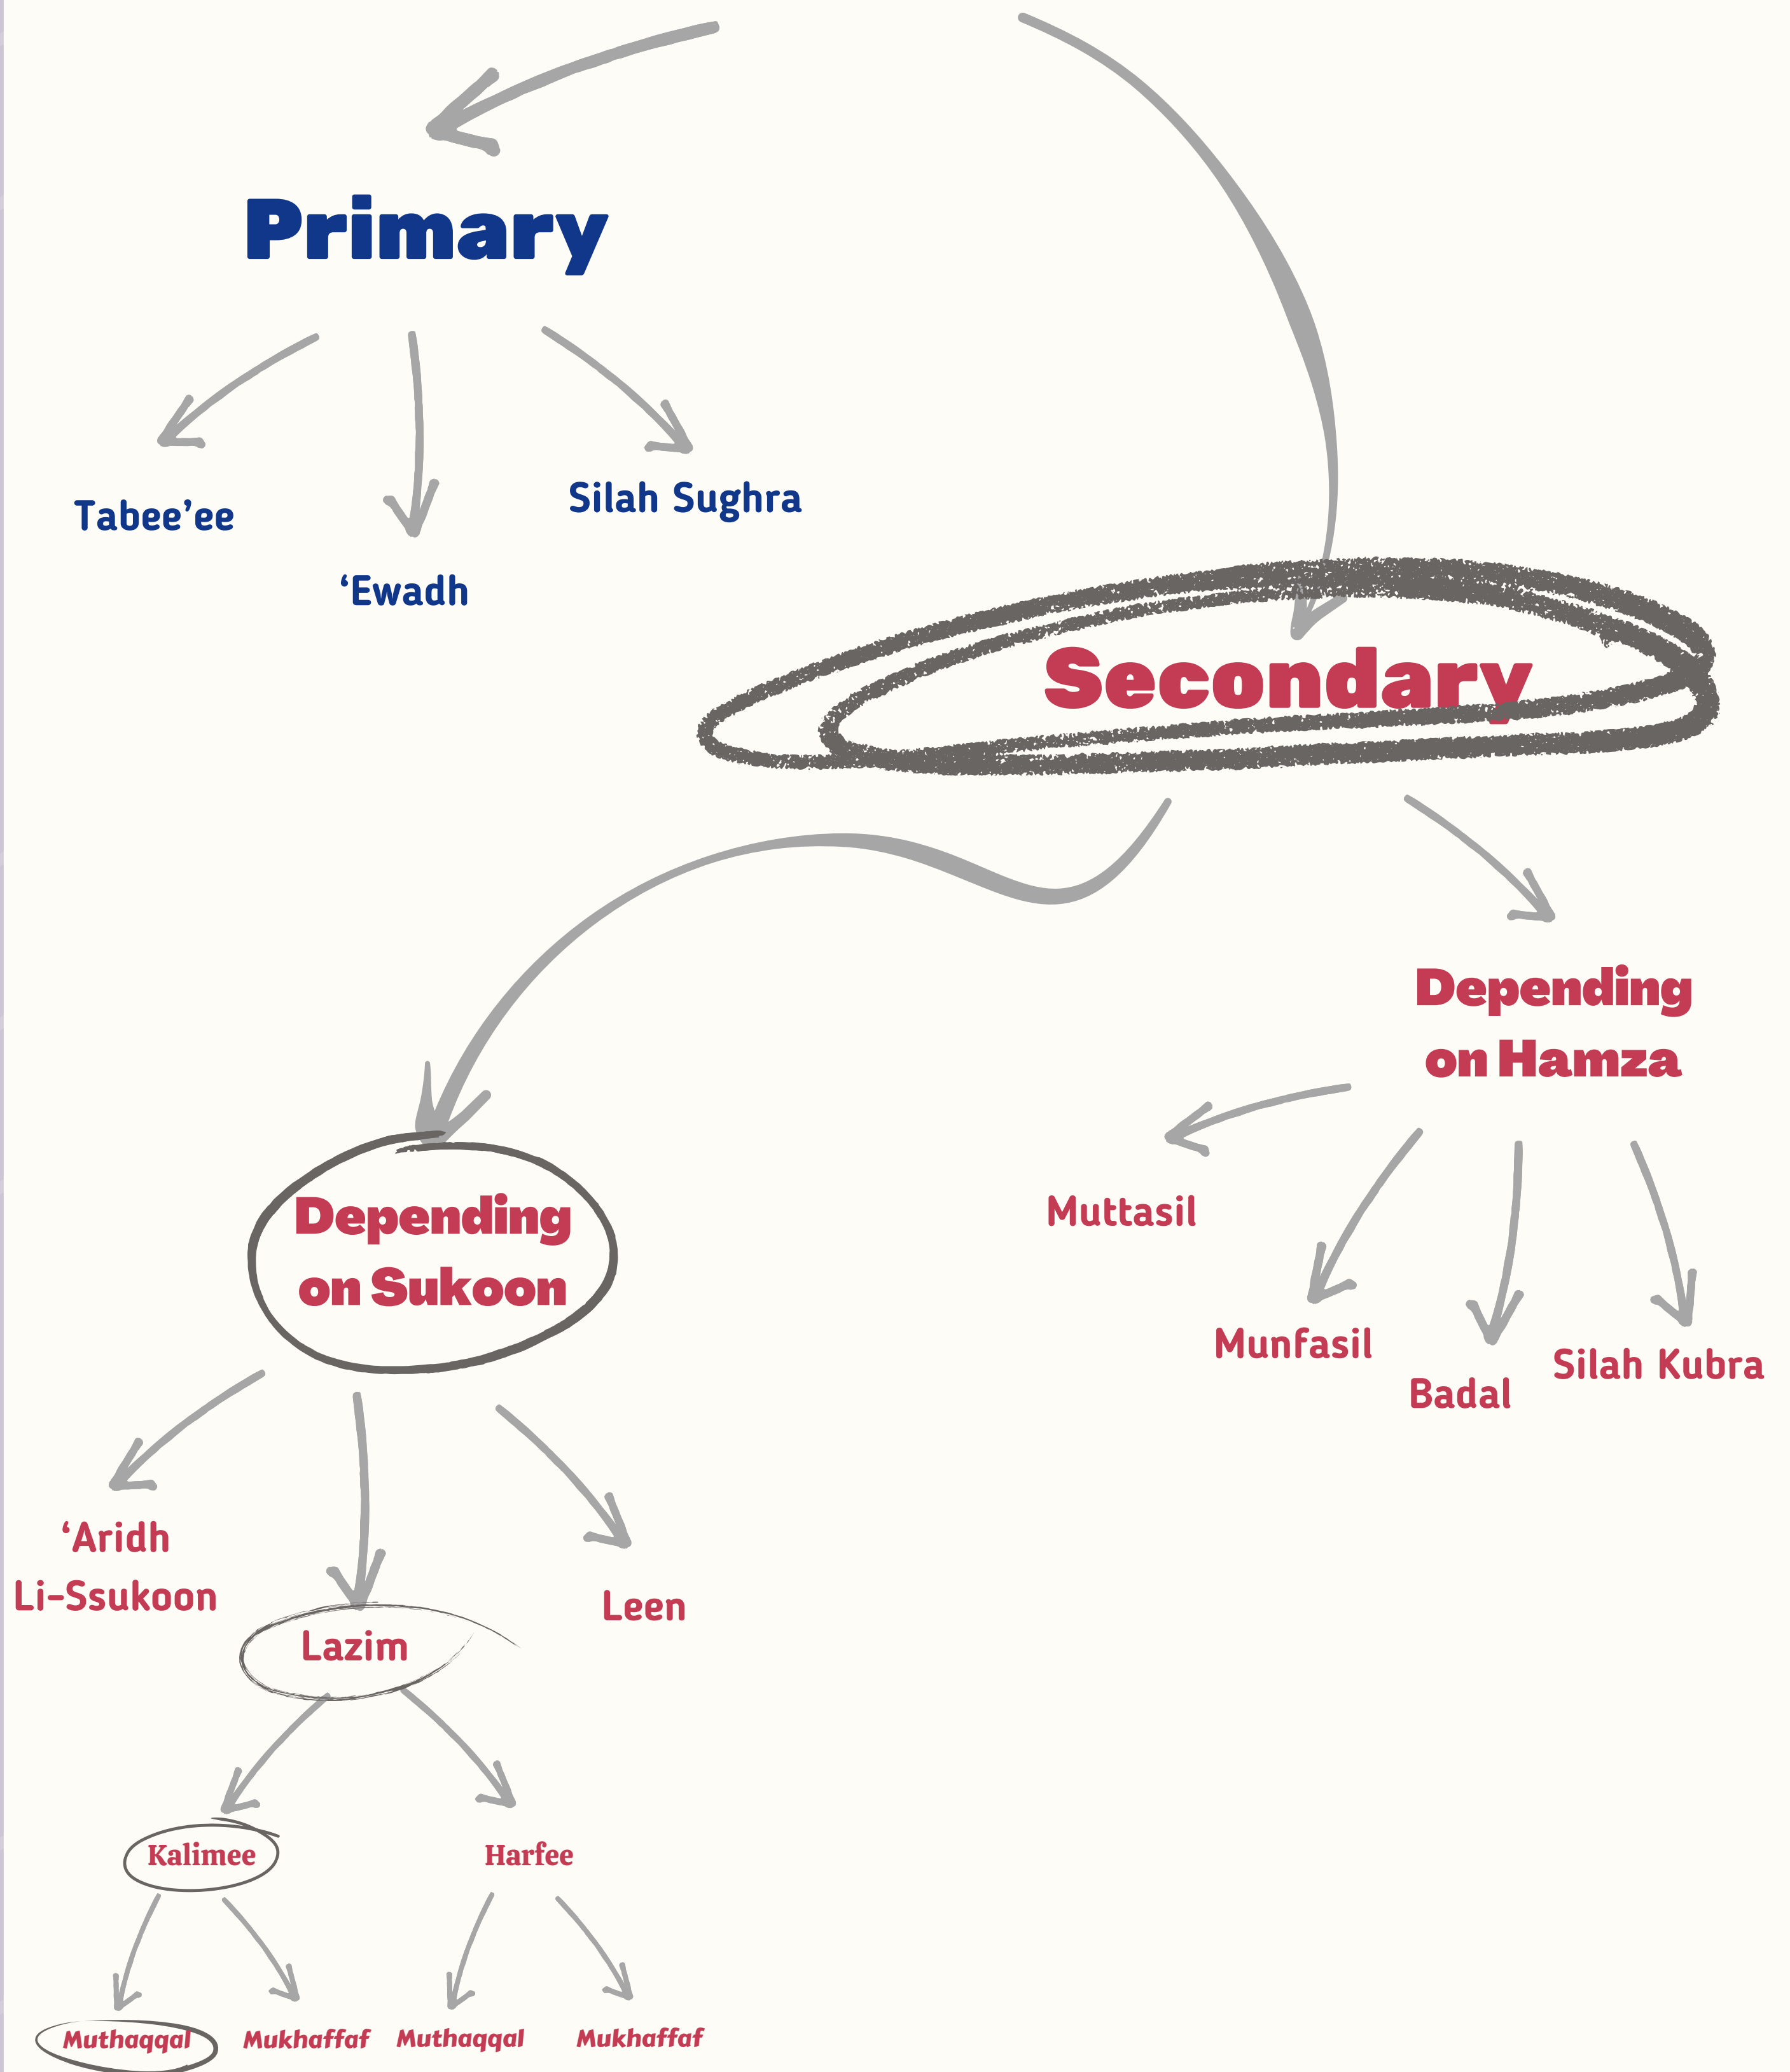 Primary
Tabee’ee
‘Ewadh
Silah Sughra
Secondary
Depending
on Hamza
Muttasil
Munfasil
Badal
Silah Kubra
Depending
on Sukoon
‘Aridh
Li-Ssukoon
Lazim
Leen
Kalimee
Harfee
Muthaqqal
Mukhaffaf
Muthaqqal
Mukhaffaf